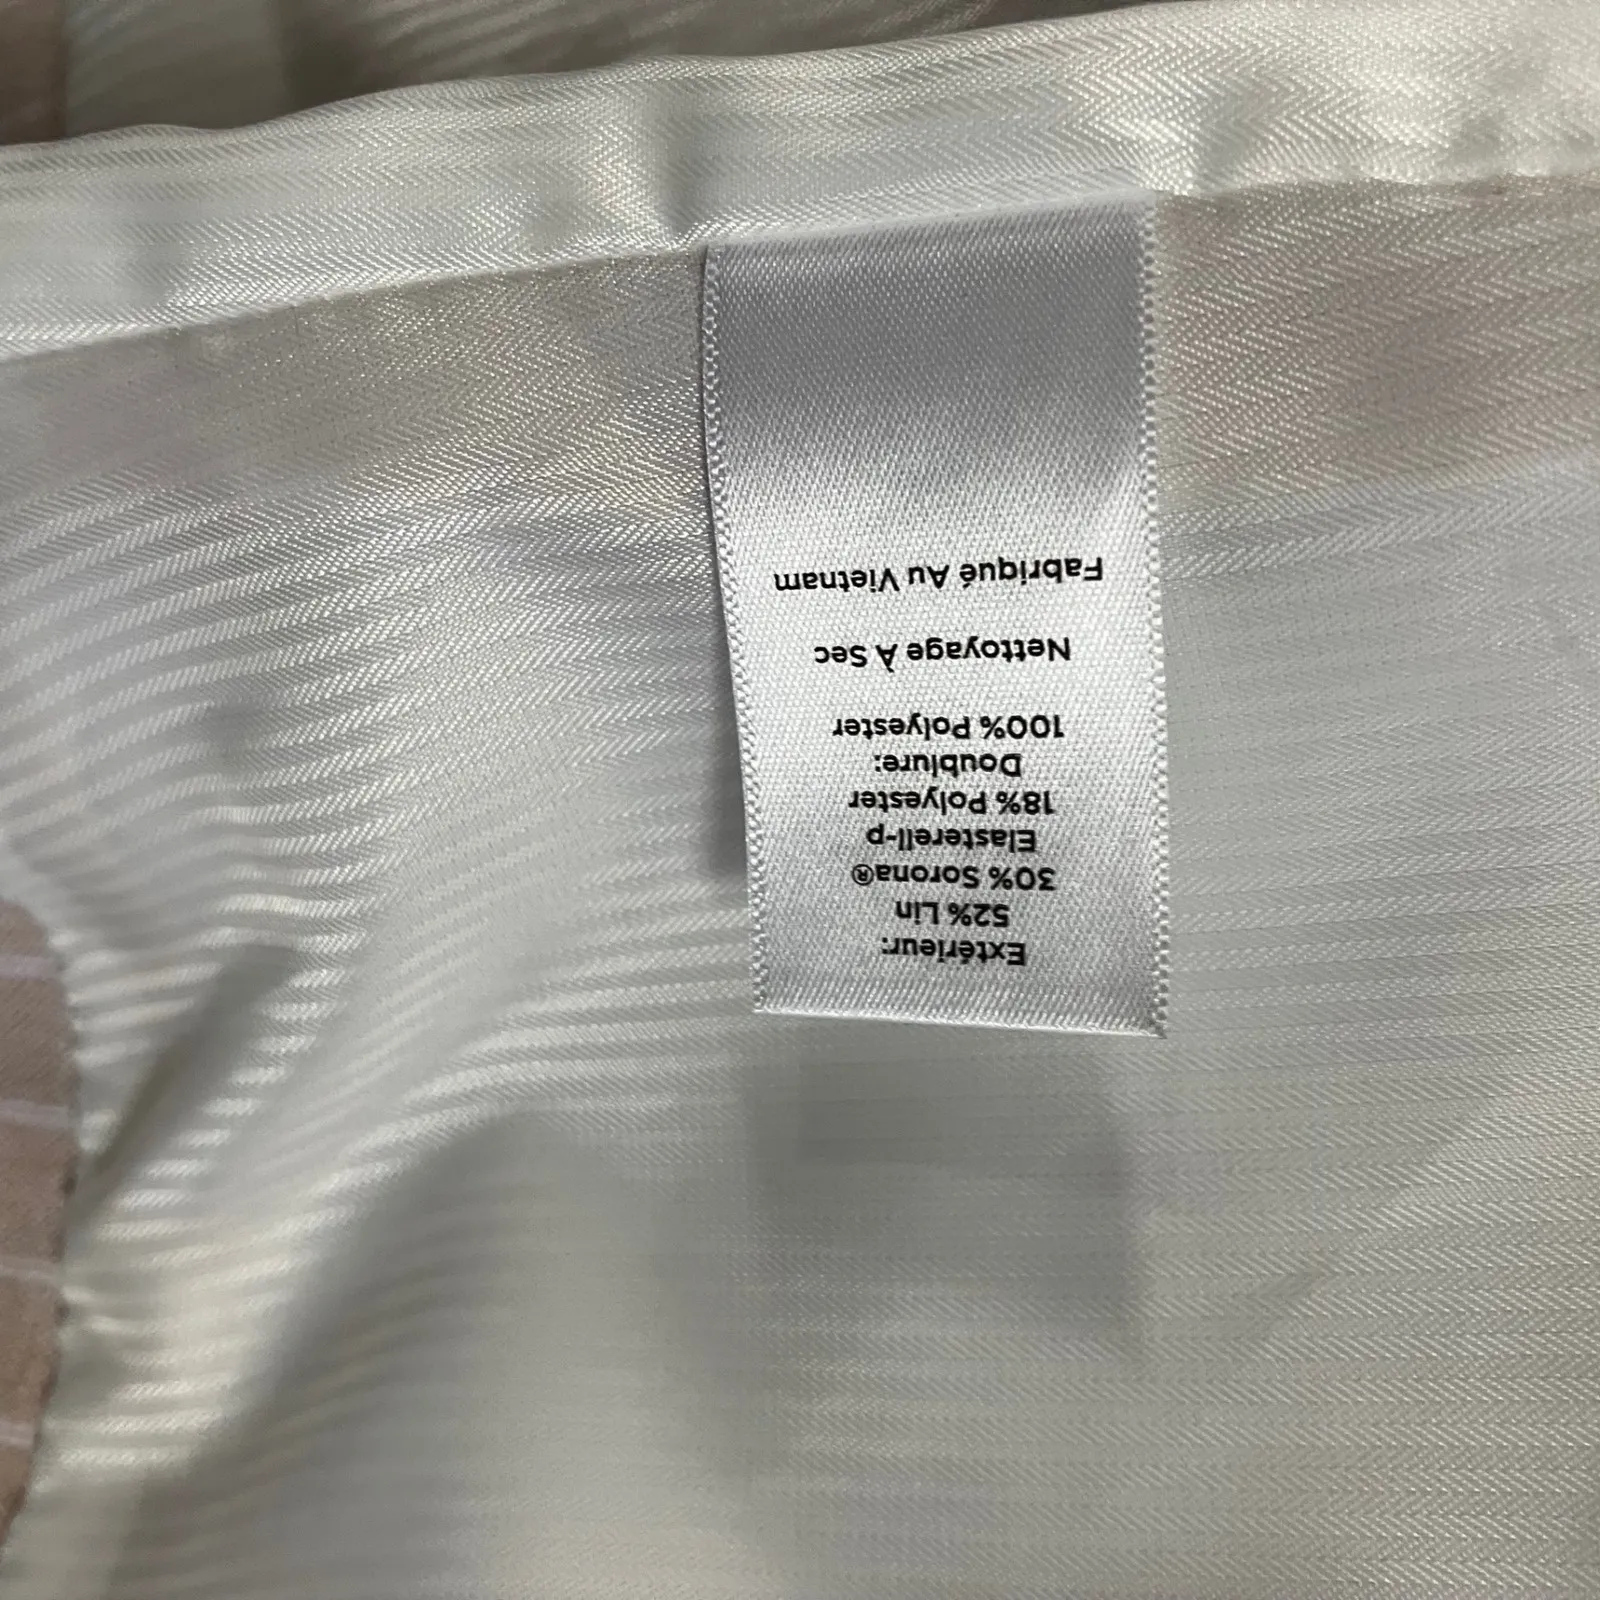 Extérieur:
52% Lin
30% Sorona®
Elasterell-p
18% Polyester
Doublure:
100% Polyester
Nettoyage À Sec
Fabriqué Au Vietnam